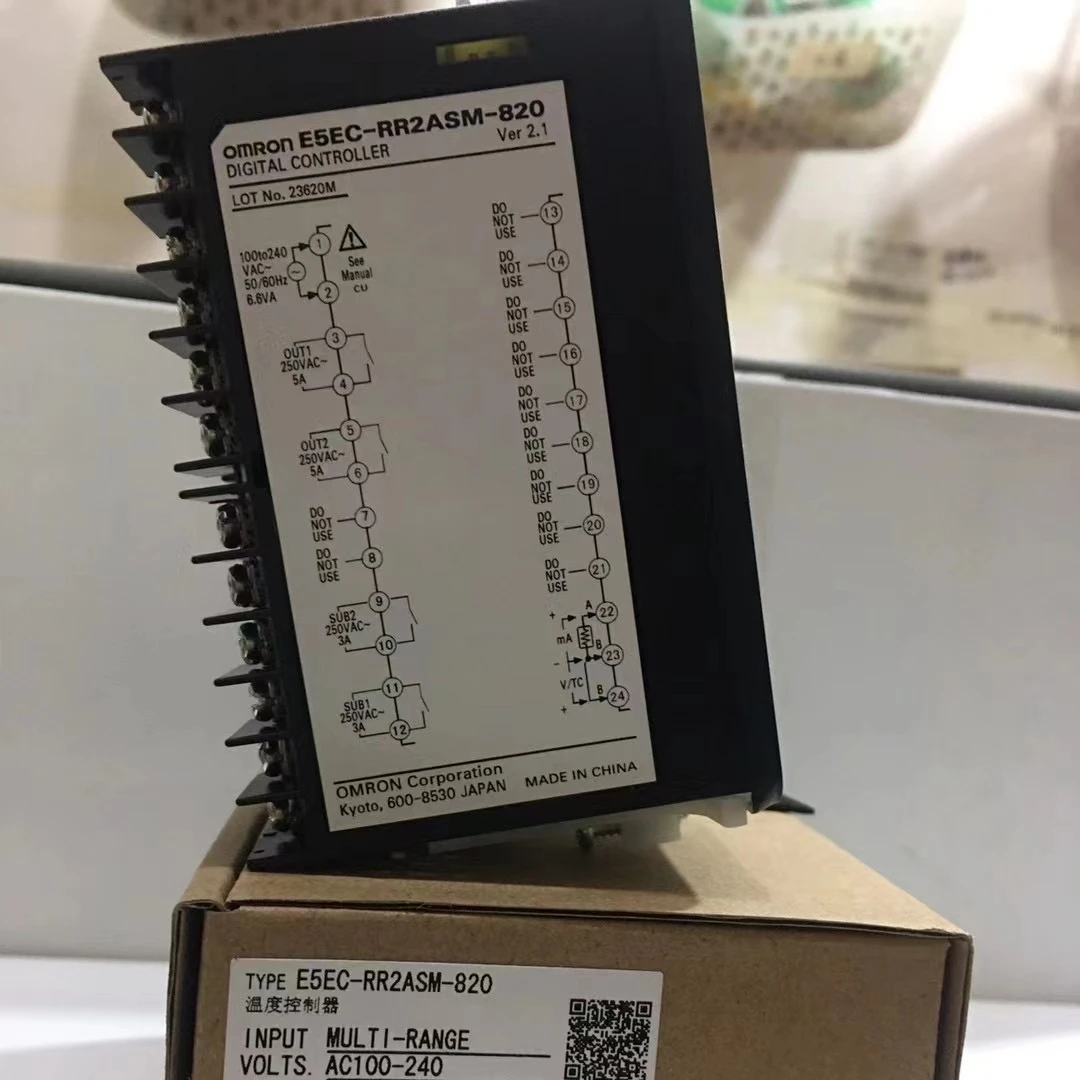 OMRON E5EC-RR2ASM-820
DIGITAL CONTROLLER
Ver 2.1
LOT No. 23620M
100to240
VAC~
50/60Hz
6.6VA
1
See
Manual
CU
2
3
OUT1
250VAC~
5A
4
5
OUT2
250VAC~
5A
6
DO
NOT
USE
7
DO
NOT
USE
8
9
SUB2
250VAC~
3A
10
11
SUB1
250VAC~
3A
12
DO
NOT
USE
13
DO
NOT
USE
14
DO
NOT
USE
15
DO
NOT
USE
16
DO
NOT
USE
17
DO
NOT
USE
18
DO
NOT
USE
19
DO
NOT
USE
20
DO
NOT
USE
21
+
A
22
mA
B
23
-
V/TC
B
24
+
OMRON Corporation
Kyoto, 600-8530 JAPAN
MADE IN CHINA
TYPE E5EC-RR2ASM-820
温度控制器
INPUT MULTI-RANGE
VOLTS. AC100-240